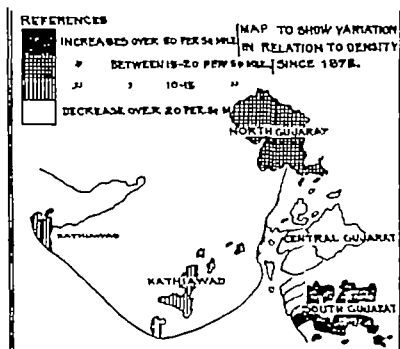 REFERENCES
INCREASES OVER 50 PER SQ MILE
" BETWEEN 15-20 PER SQ MILE
" " 10-15 "
DECREASE OVER 20 PER SQ M
MAP TO SHOW VARIATION
IN RELATION TO DENSITY
SINCE 1872.
NORTH GUJARAT
KATHIAWAD
CENTRAL GUJARAT
KATHIAWAD
SOUTH GUJARAT